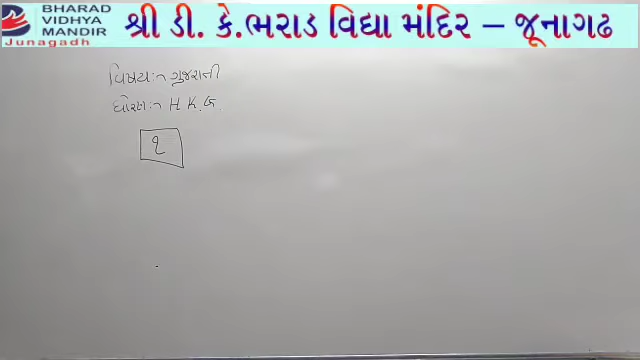 BHARAD
VIDHYA
MANDIR
Junagadh
શ્રી ડી. કે.ભરાડ વિદ્યા મંદિર – જૂનાગઢ
વિષય:- ગુજરાતી
ધોરણ:- H.K.G.
૧